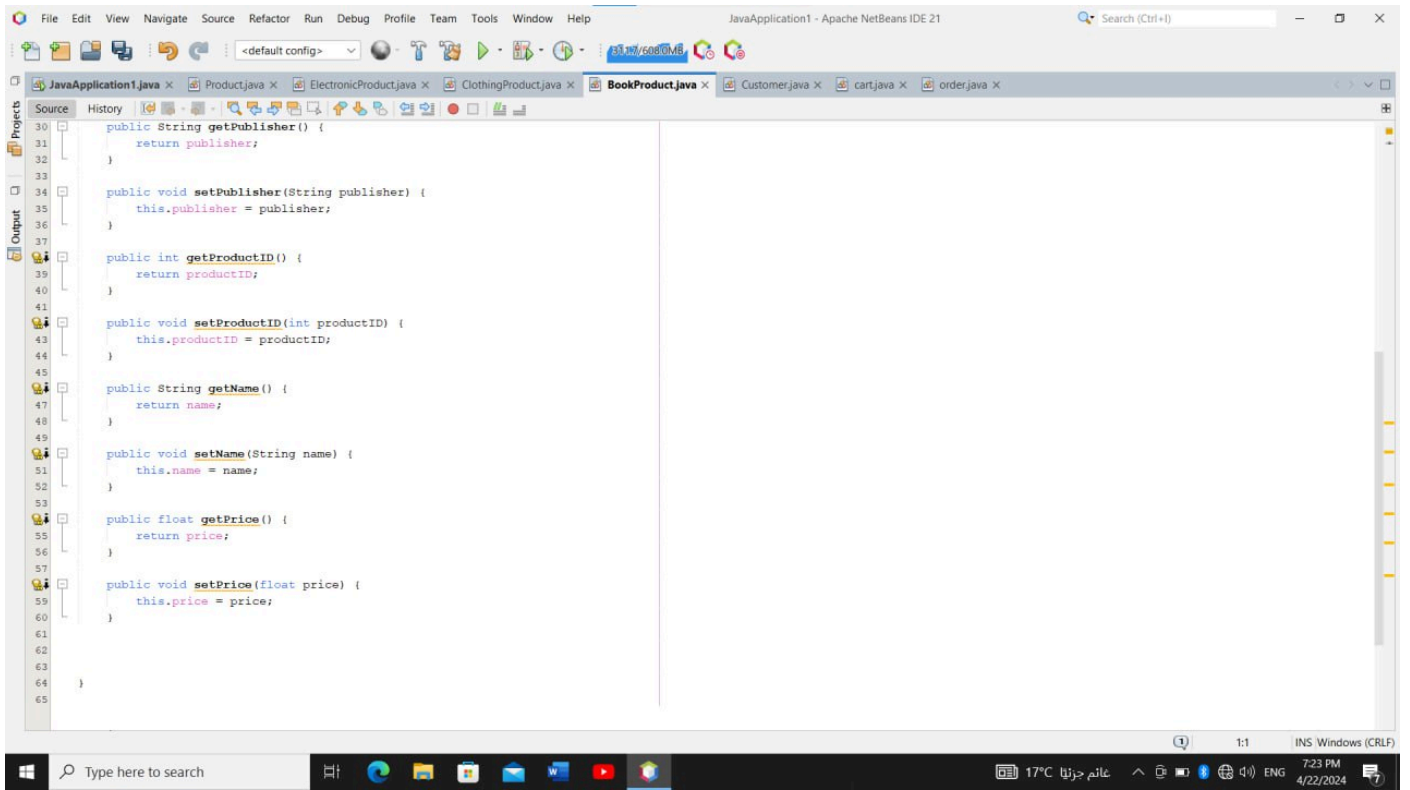 File Edit View Navigate Source Refactor Run Debug Profile Team Tools Window Help JavaApplication1 - Apache NetBeans IDE 21 Search (Ctrl+I)
<default config>
JavaApplication1.java Product.java ElectronicProduct.java ClothingProduct.java BookProduct.java Customer.java cart.java order.java
Source History
Projects
Output
30 public String getPublisher() {
31 return publisher;
32 }
33
34 public void setPublisher(String publisher) {
35 this.publisher = publisher;
36 }
37
public int getProductID() {
39 return productID;
40 }
41
public void setProductID(int productID) {
43 this.productID = productID;
44 }
45
public String getName() {
47 return name;
48 }
49
public void setName(String name) {
51 this.name = name;
52 }
53
public float getPrice() {
55 return price;
56 }
57
public void setPrice(float price) {
59 this.price = price;
60 }
61
62
63
64 }
65
1 1:1 INS Windows (CRLF)
Type here to search 17°C غائم جزئيًا ENG 7:23 PM
4/22/2024 7